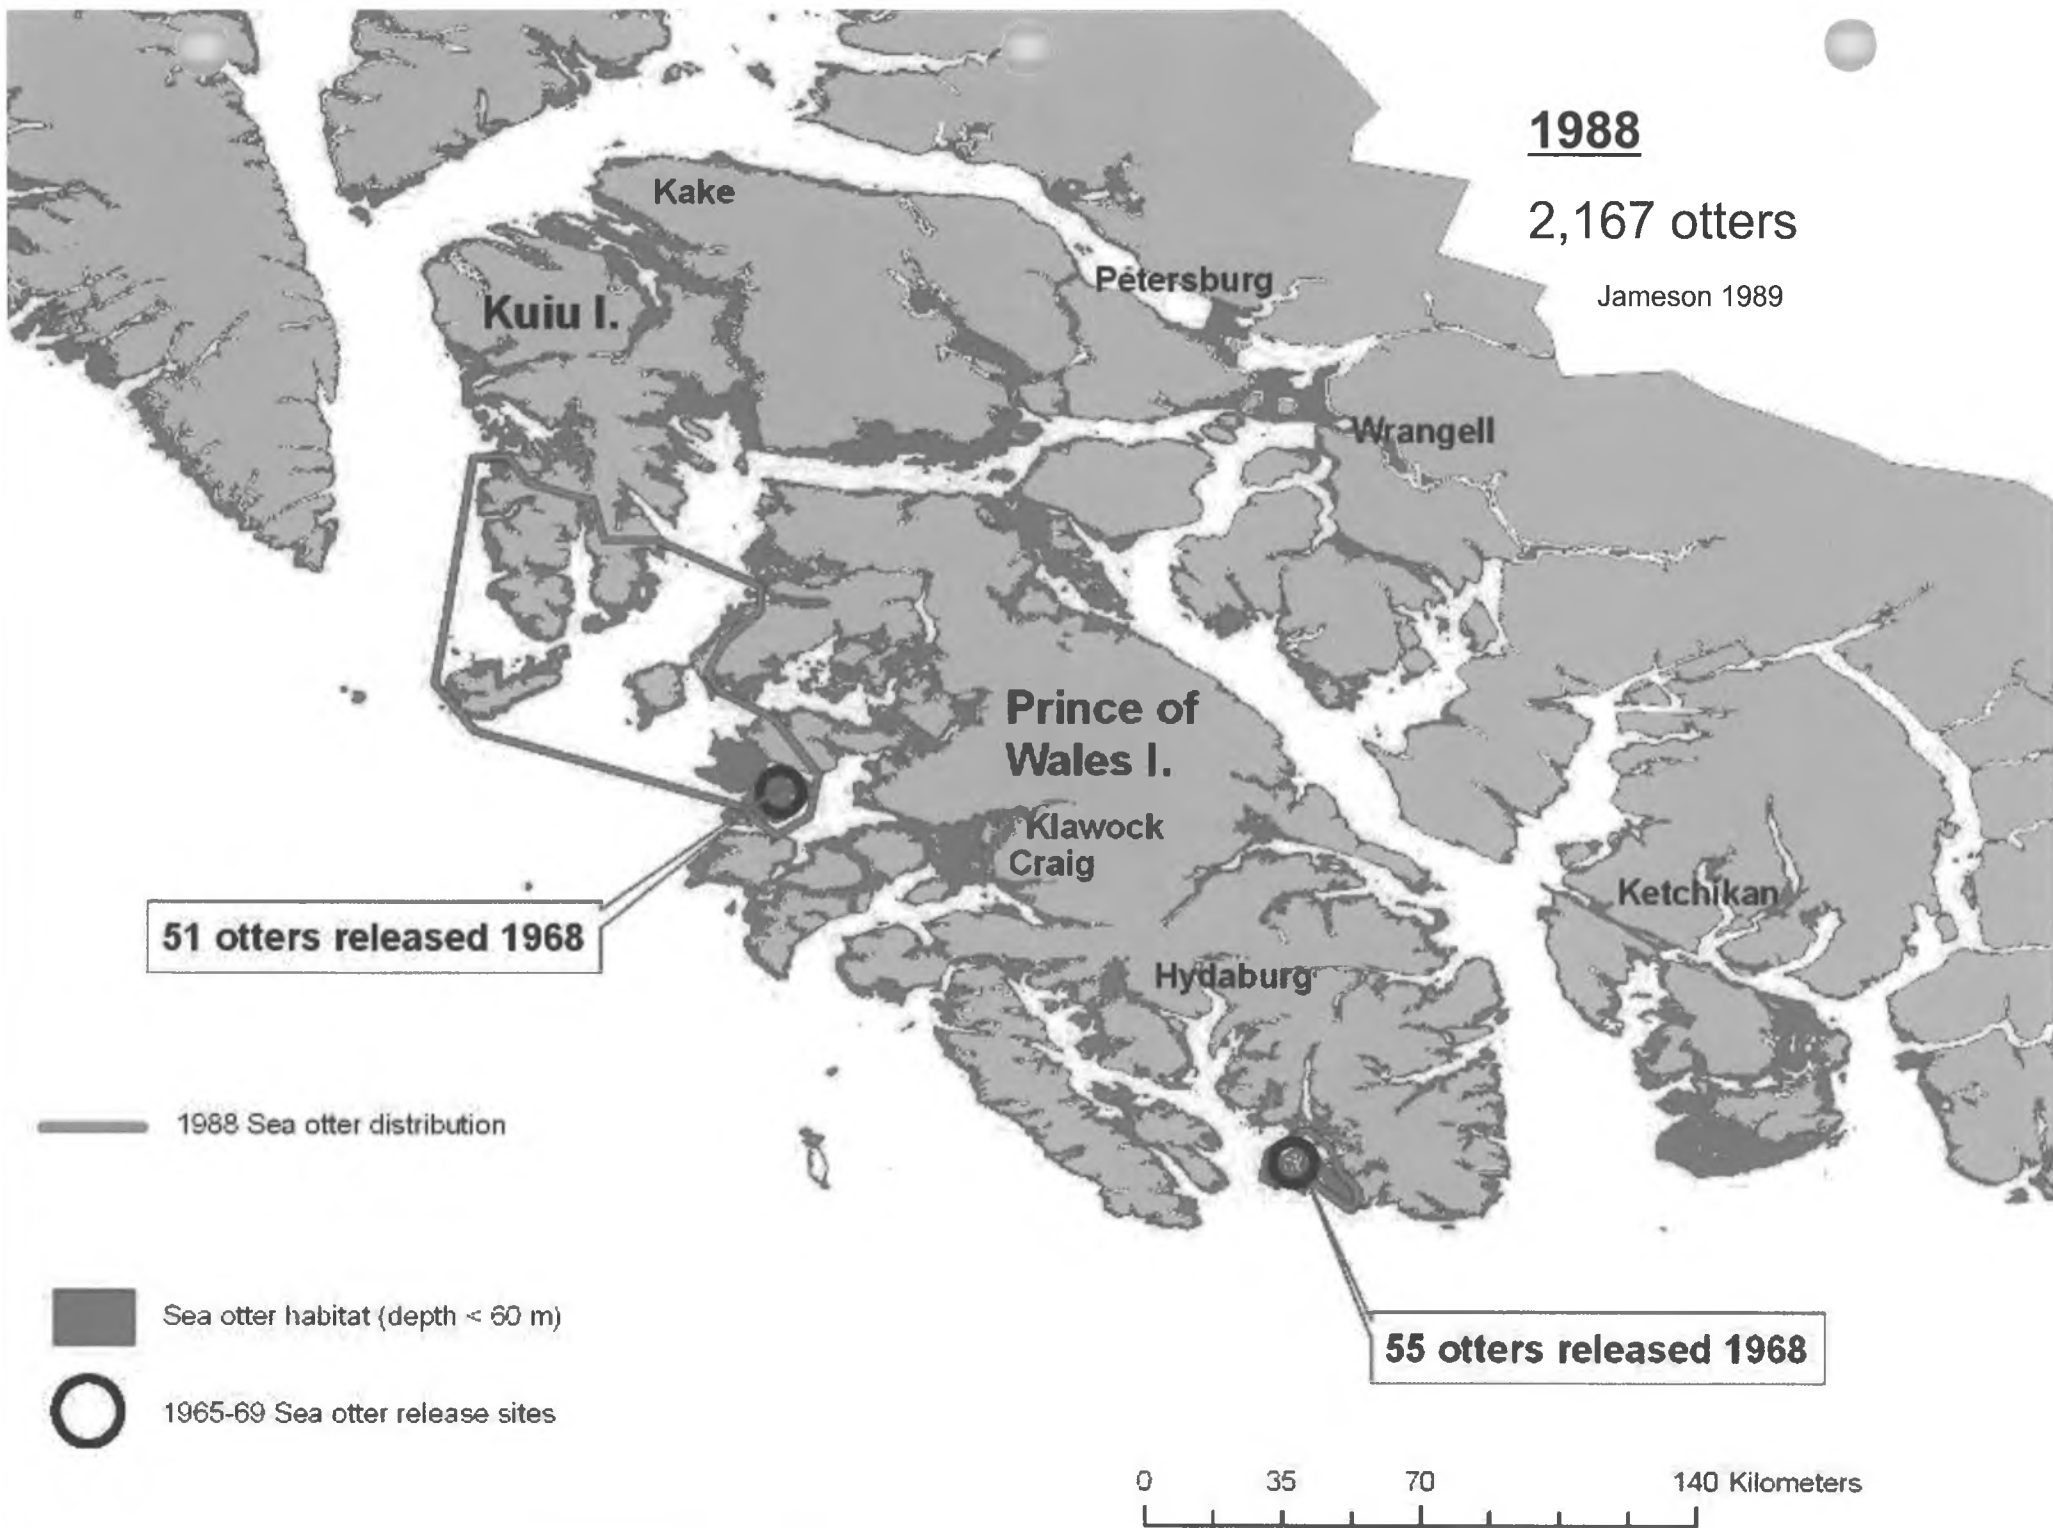 1988
2,167 otters
Jameson 1989
Kake
Petersburg
Kuiu I.
Wrangell
Prince of
Wales I.
Klawock
Craig
Ketchikan
51 otters released 1968
Hydaburg
1988 Sea otter distribution
Sea otter habitat (depth < 60 m)
55 otters released 1968
1965-69 Sea otter release sites
0 35 70 140 Kilometers